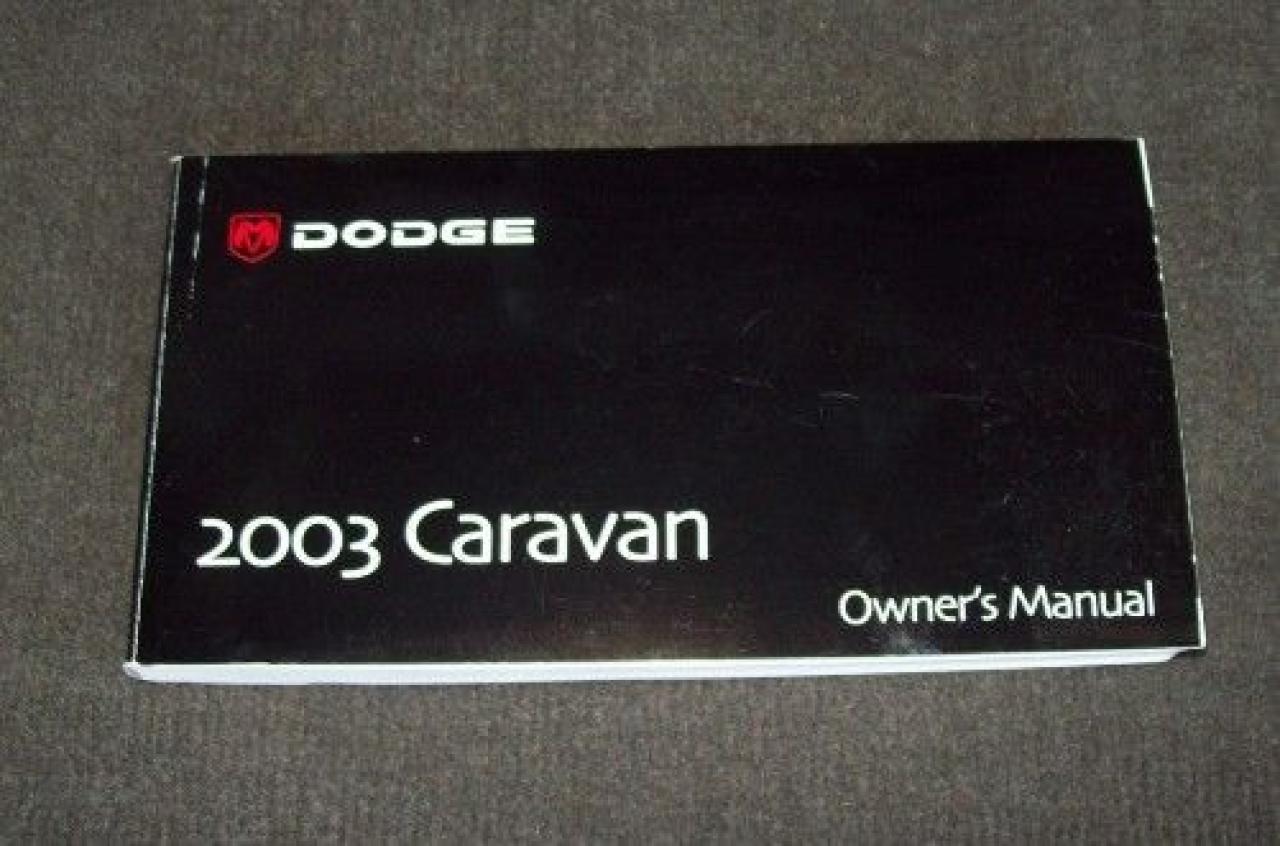 DODGE
2003 Caravan
Owner's Manual